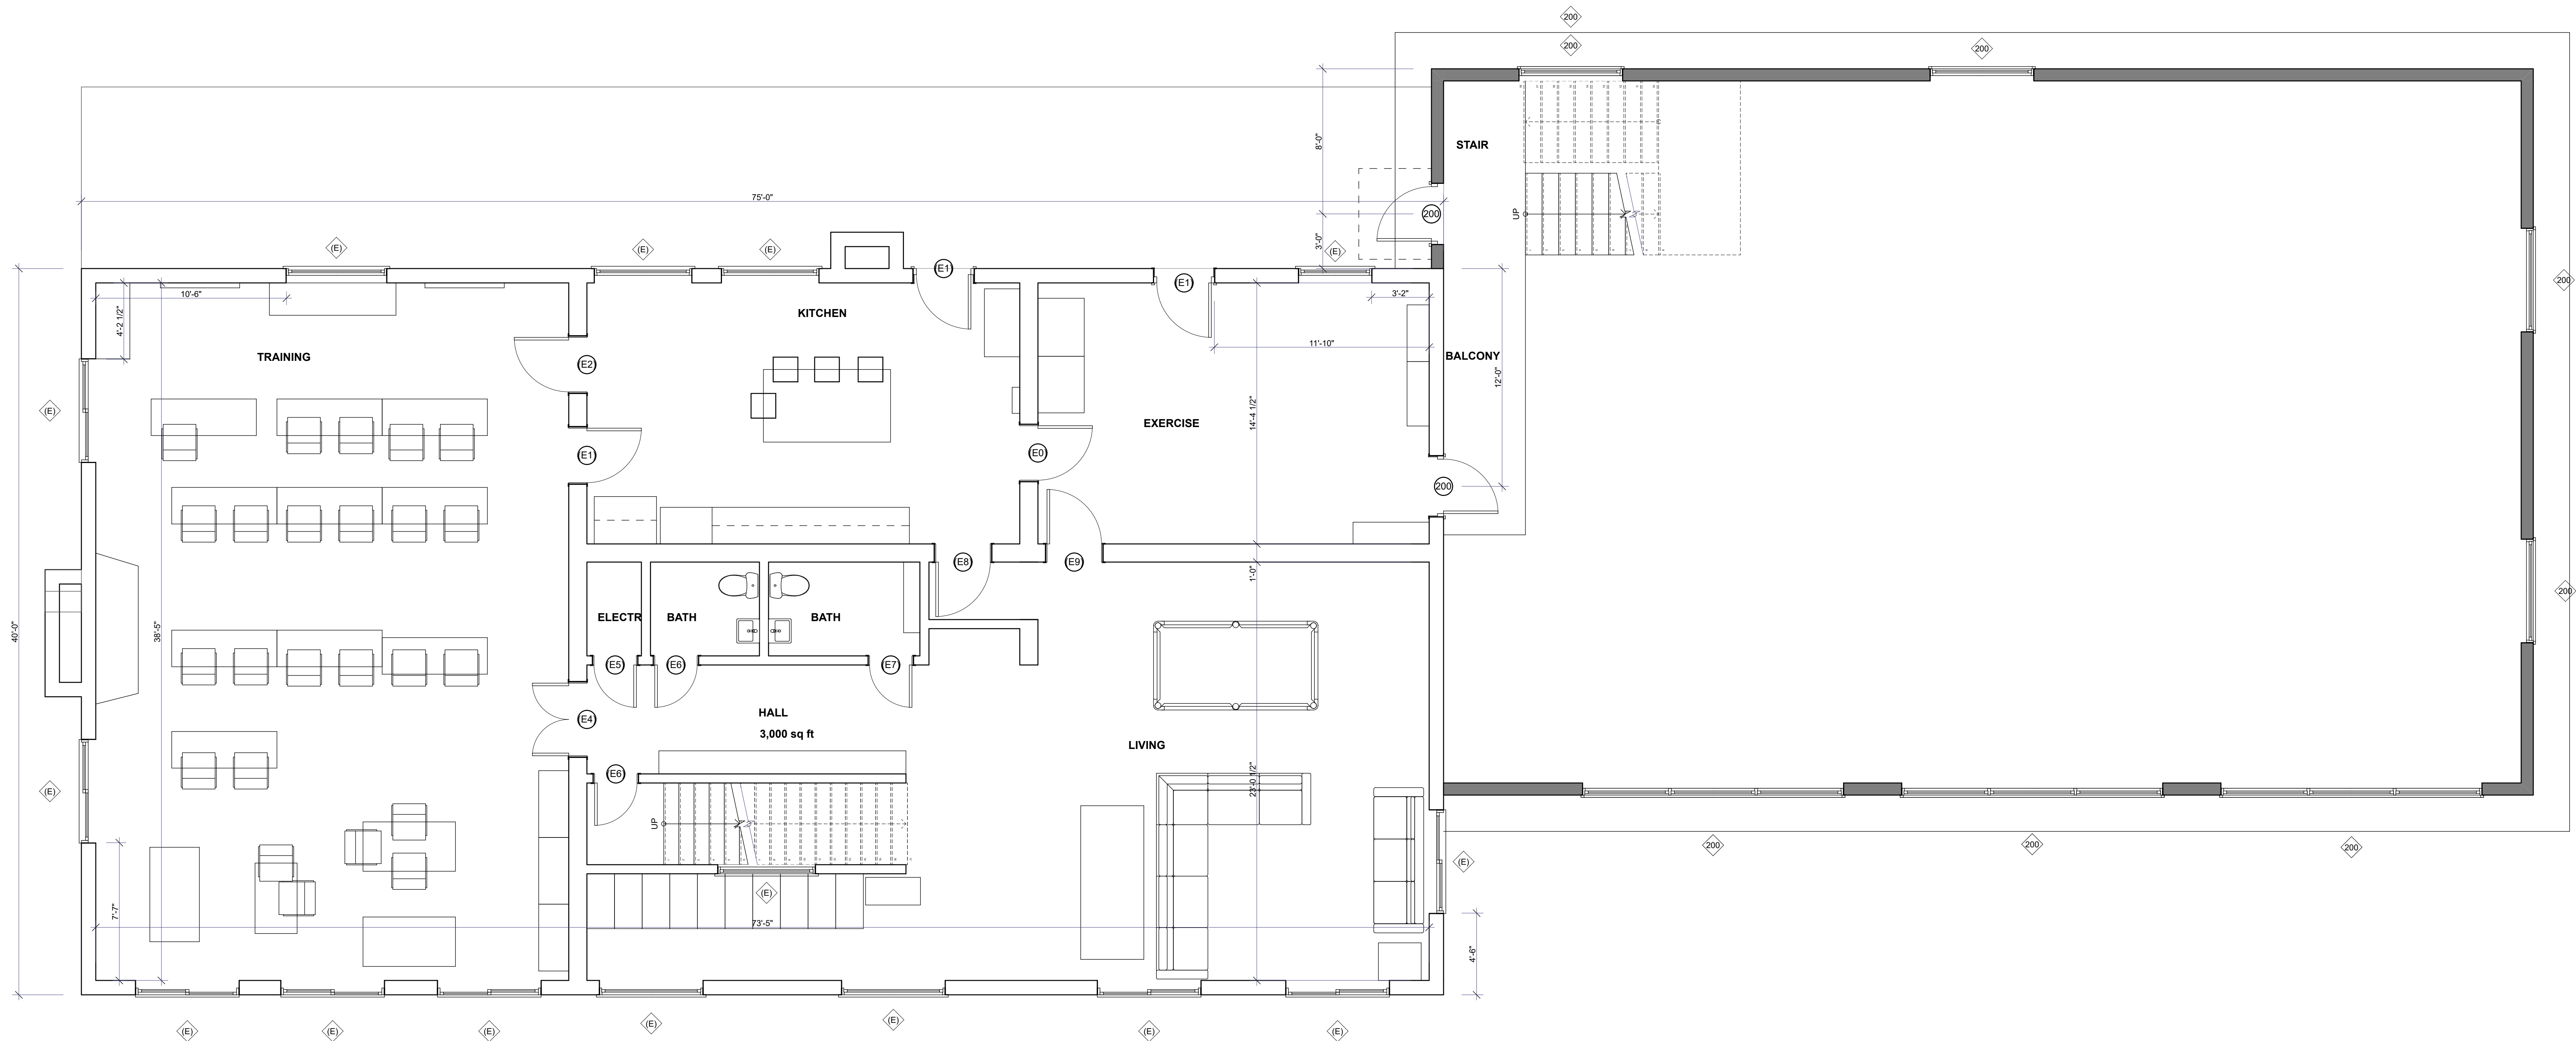 200
200
200
8'-0"
STAIR
75'-0"
UP
200
3'-0"
(E)
(E)
(E)
E1
(E)
E1
200
10'-6"
3'-2"
4'-2 1/2"
KITCHEN
11'-10"
TRAINING
E2
BALCONY
12'-0"
(E)
14'-4 1/2"
EXERCISE
E1
E0
200
E8
E9
1'-0"
200
ELECTR
BATH
BATH
40'-0"
38'-5"
E5
E6
E7
HALL
E4
3,000 sq ft
LIVING
E6
23'-0 1/2"
(E)
UP
200
200
200
(E)
(E)
7'-7"
73'-5"
4'-6"
(E)
(E)
(E)
(E)
(E)
(E)
(E)